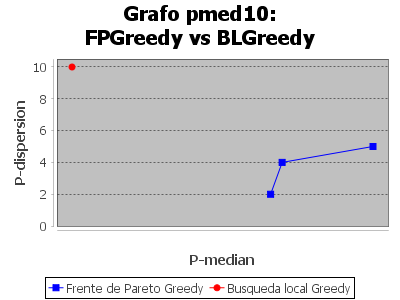 Grafo pmed10:
FPGreedy vs BLGreedy
10
8
6
4
2
0
P-dispersion
P-median
Frente de Pareto Greedy
Busqueda local Greedy